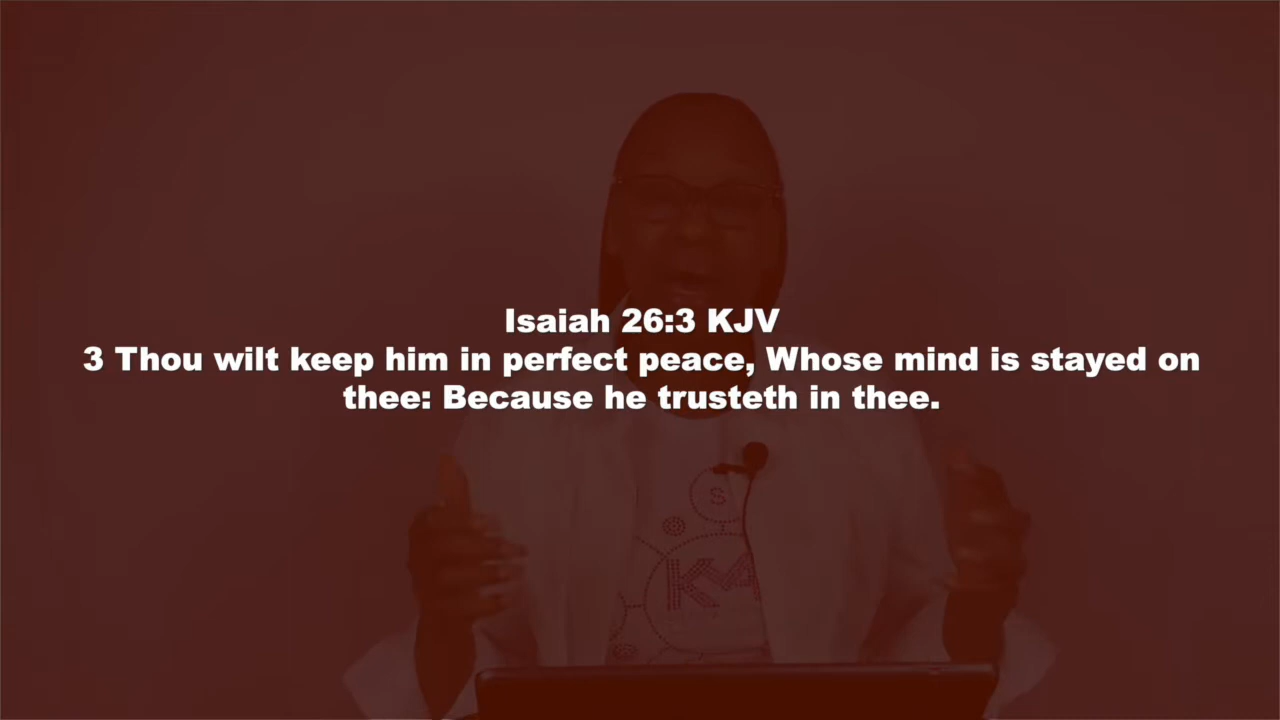 Isaiah 26:3 KJV
3 Thou wilt keep him in perfect peace, Whose mind is stayed on
thee: Because he trusteth in thee.
S
KMA